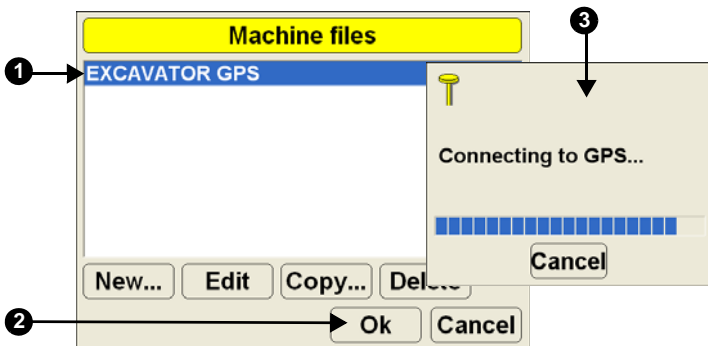 3
Machine files
1
EXCAVATOR GPS
Connecting to GPS...
Cancel
New... Edit Copy... Delete
2
Ok Cancel